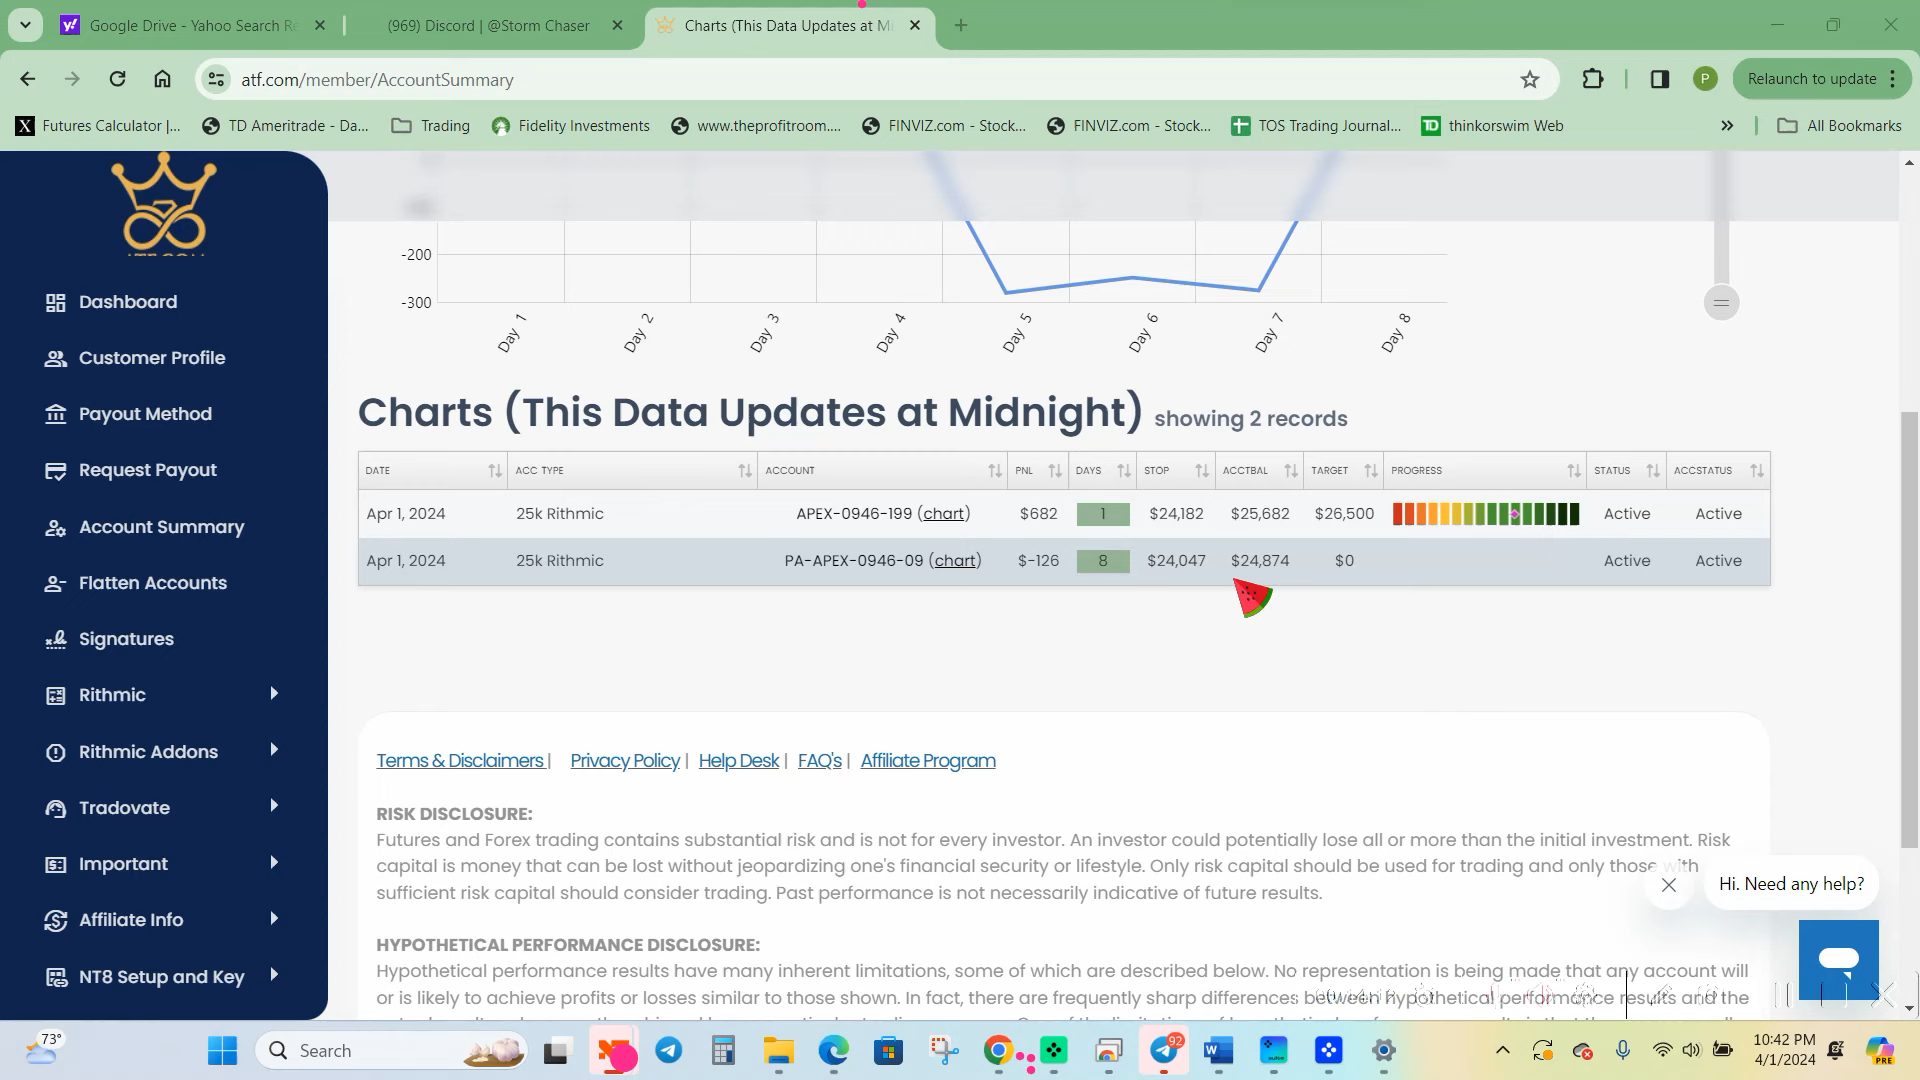 Google Drive - Yahoo Search Re
(969) Discord | @Storm Chaser
Charts (This Data Updates at Mi
atf.com/member/AccountSummary
P
Relaunch to update
Futures Calculator |...
TD Ameritrade - Da...
Trading
Fidelity Investments
www.theprofitroom....
FINVIZ.com - Stock...
FINVIZ.com - Stock...
TOS Trading Journal...
thinkorswim Web
All Bookmarks
Dashboard
Customer Profile
Payout Method
Request Payout
Account Summary
Flatten Accounts
Signatures
Rithmic
Rithmic Addons
Tradovate
Important
Affiliate Info
NT8 Setup and Key
-200
-300
Day 1 Day 2 Day 3 Day 4 Day 5 Day 6 Day 7 Day 8
Charts (This Data Updates at Midnight) showing 2 records
DATE ACC TYPE ACCOUNT PNL DAYS STOP ACCTBAL TARGET PROGRESS STATUS ACCSTATUS
Apr 1, 2024 25k Rithmic APEX-0946-199 (chart) $682 1 $24,182 $25,682 $26,500 Active Active
Apr 1, 2024 25k Rithmic PA-APEX-0946-09 (chart) $-126 8 $24,047 $24,874 $0 Active Active
Terms & Disclaimers | Privacy Policy | Help Desk | FAQ's | Affiliate Program
RISK DISCLOSURE:
Futures and Forex trading contains substantial risk and is not for every investor. An investor could potentially lose all or more than the initial investment. Risk
capital is money that can be lost without jeopardizing one's financial security or lifestyle. Only risk capital should be used for trading and only those with
sufficient risk capital should consider trading. Past performance is not necessarily indicative of future results.
HYPOTHETICAL PERFORMANCE DISCLOSURE:
Hypothetical performance results have many inherent limitations, some of which are described below. No representation is being made that any account will
or is likely to achieve profits or losses similar to those shown. In fact, there are frequently sharp differences between hypothetical performance results and the
Hi. Need any help?
73°
Search
92
10:42 PM
4/1/2024
PRE